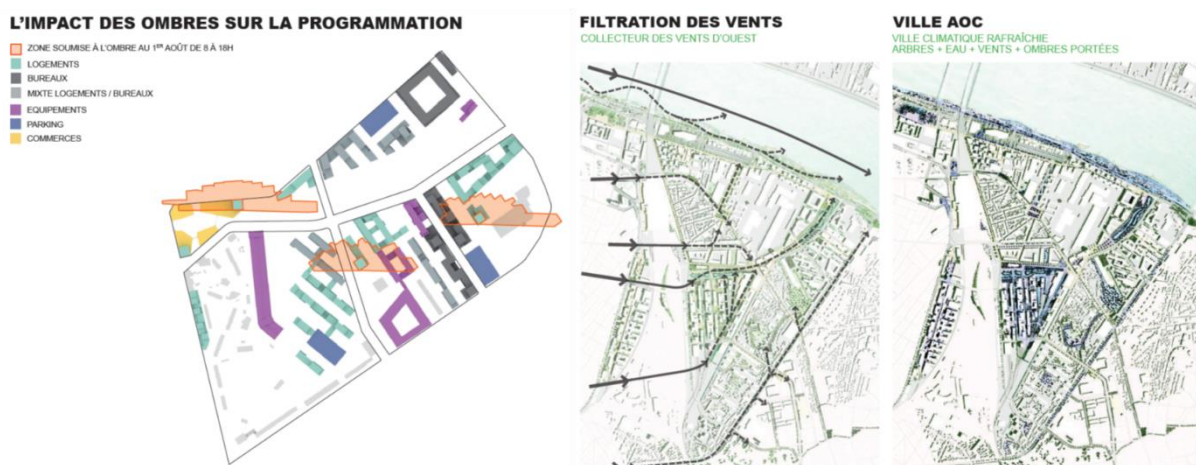 L'IMPACT DES OMBRES SUR LA PROGRAMMATION
ZONE SOUMISE À L'OMBRE AU 1ER AOÛT DE 8 À 18H
LOGEMENTS
BUREAUX
MIXTE LOGEMENTS / BUREAUX
EQUIPEMENTS
PARKING
COMMERCES
FILTRATION DES VENTS
COLLECTEUR DES VENTS D'OUEST
VILLE AOC
VILLE CLIMATIQUE RAFRAÎCHIE
ARBRES + EAU + VENTS + OMBRES PORTÉES